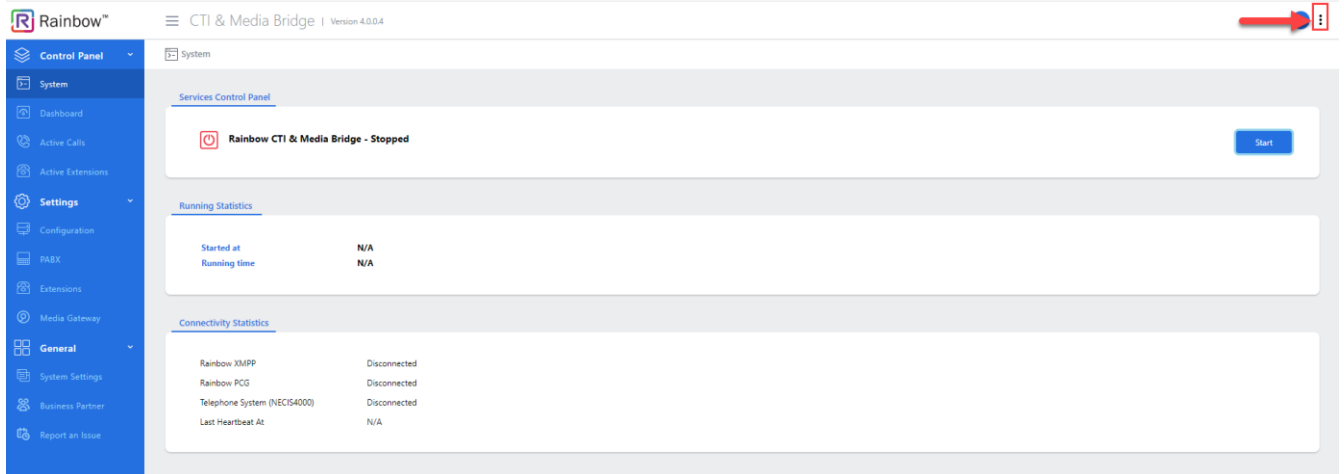 Rainbow™
CTI & Media Bridge | Version 4.0.0.4
Control Panel
System
Dashboard
Active Calls
Active Extensions
Settings
Configuration
PABX
Extensions
Media Gateway
General
System Settings
Business Partner
Report an Issue
System
Services Control Panel
Rainbow CTI & Media Bridge - Stopped
Start
Running Statistics
Started at N/A
Running time N/A
Connectivity Statistics
Rainbow XMPP Disconnected
Rainbow PCG Disconnected
Telephone System (NECIS4000) Disconnected
Last Heartbeat At N/A